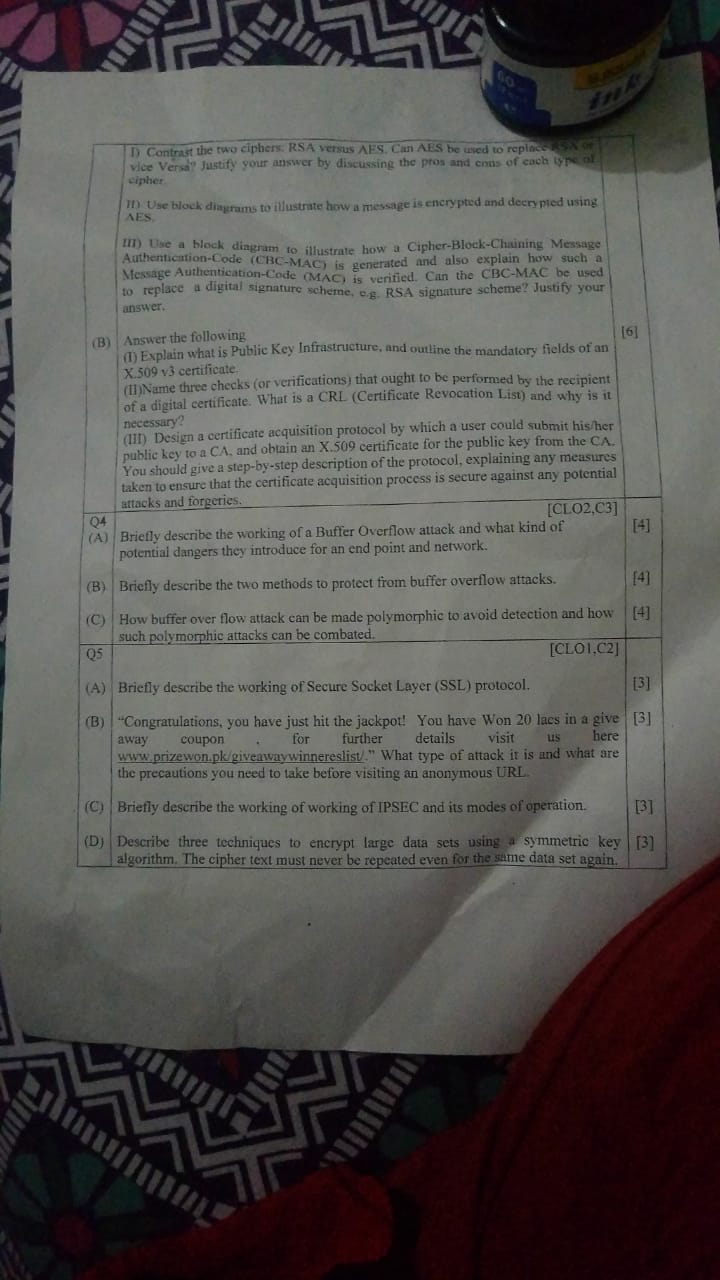 60
ink
I) Contrast the two ciphers: RSA versus AES. Can AES be used to replace RSA or
vice Versa? Justify your answer by discussing the pros and cons of each type of
cipher.
II) Use block diagrams to illustrate how a message is encrypted and decrypted using
AES.
III) Use a block diagram to illustrate how a Cipher-Block-Chaining Message
Authentication-Code (CBC-MAC) is generated and also explain how such a
Message Authentication-Code (MAC) is verified. Can the CBC-MAC be used
to replace a digital signature scheme, e.g. RSA signature scheme? Justify your
answer.
(B) Answer the following [6]
(I) Explain what is Public Key Infrastructure, and outline the mandatory fields of an
X.509 v3 certificate.
(II)Name three checks (or verifications) that ought to be performed by the recipient
of a digital certificate. What is a CRL (Certificate Revocation List) and why is it
necessary?
(III) Design a certificate acquisition protocol by which a user could submit his/her
public key to a CA, and obtain an X.509 certificate for the public key from the CA.
You should give a step-by-step description of the protocol, explaining any measures
taken to ensure that the certificate acquisition process is secure against any potential
attacks and forgeries.
Q4 [CLO2,C3]
(A) Briefly describe the working of a Buffer Overflow attack and what kind of [4]
potential dangers they introduce for an end point and network.
(B) Briefly describe the two methods to protect from buffer overflow attacks. [4]
(C) How buffer over flow attack can be made polymorphic to avoid detection and how [4]
such polymorphic attacks can be combated.
Q5 [CLO1,C2]
(A) Briefly describe the working of Secure Socket Layer (SSL) protocol. [3]
(B) “Congratulations, you have just hit the jackpot! You have Won 20 lacs in a give [3]
away coupon , for further details visit us here
www.prizewon.pk/giveawaywinnereslist/.” What type of attack it is and what are
the precautions you need to take before visiting an anonymous URL.
(C) Briefly describe the working of working of IPSEC and its modes of operation. [3]
(D) Describe three techniques to encrypt large data sets using a symmetric key [3]
algorithm. The cipher text must never be repeated even for the same data set again.